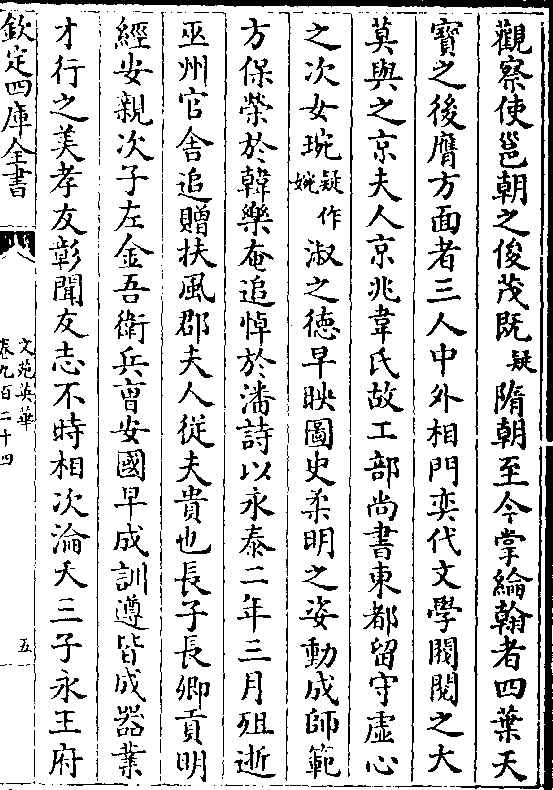 觀察使邕朝之俊茂既疑隋朝至今掌綸翰者四葉天
寶之後膺方面者三人中外相門奕代文學閥閱之大
莫與之京夫人京兆韋氏故工部尚書東都留守虛心
之次女琬疑作婉淑之德早映圖史柔明之姿動成師範
方保榮於韓樂奄追悼於潘詩以永泰二年三月殂逝
巫州官舍追贈扶風郡夫人從夫貴也長子長卿貢明
經安親次子左金吾衛兵曹安國早成訓遵皆成器業
才行之美孝友彰聞友志不時相次淪夭三子永王府
欽定四庫全書
文苑英華
卷九百二十四
五